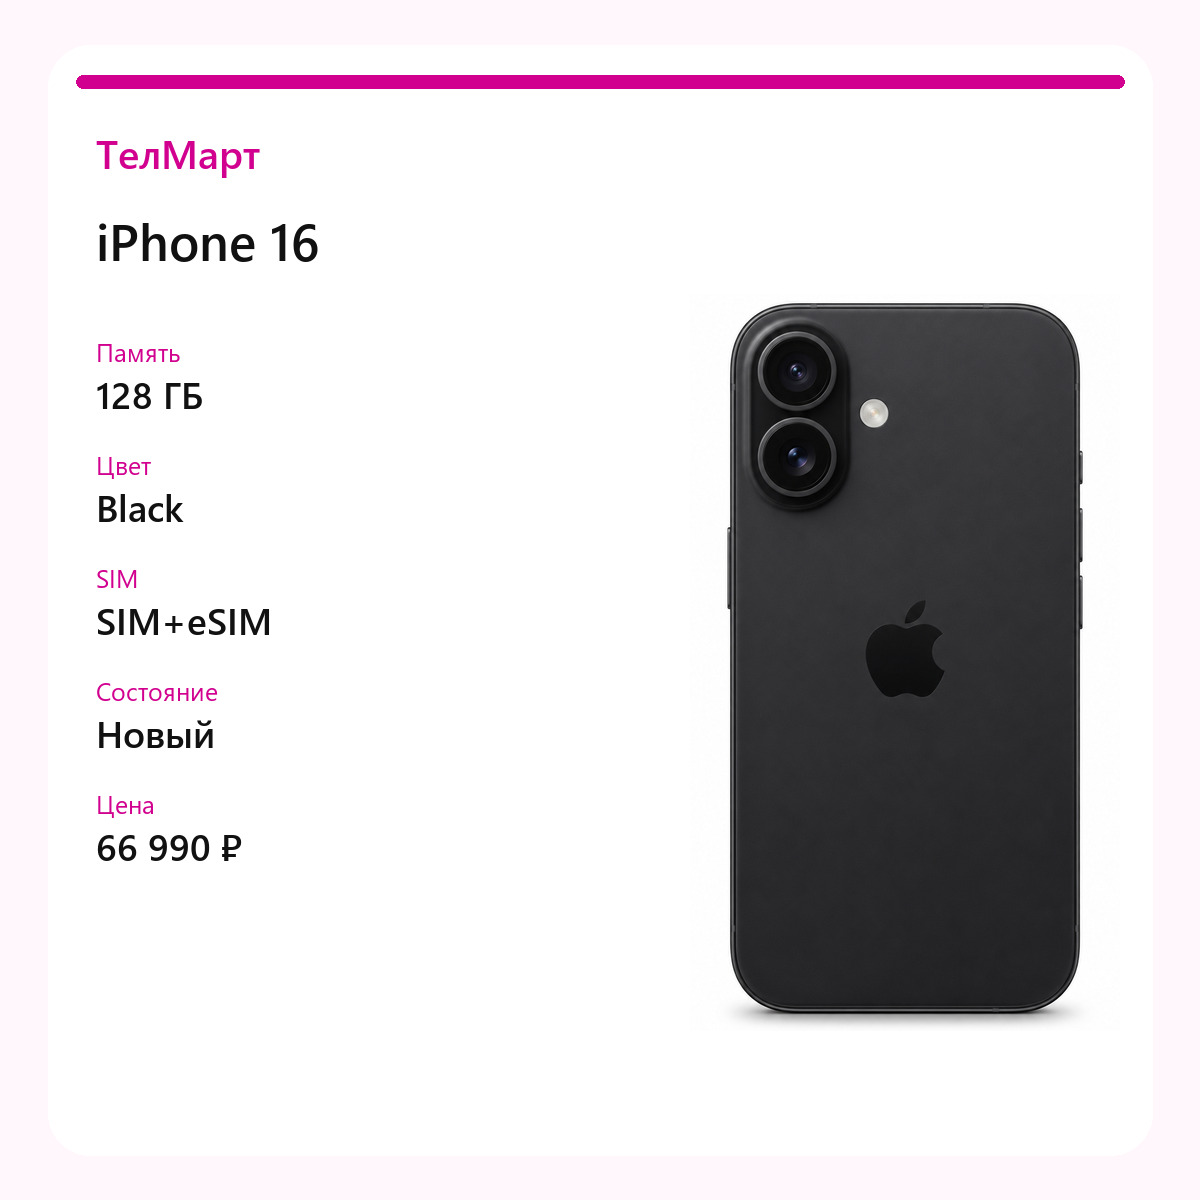 ТелМарт
iPhone 16
Память
128 ГБ
Цвет
Black
SIM
SIM+eSIM
Состояние
Новый
Цена
66 990 ₽